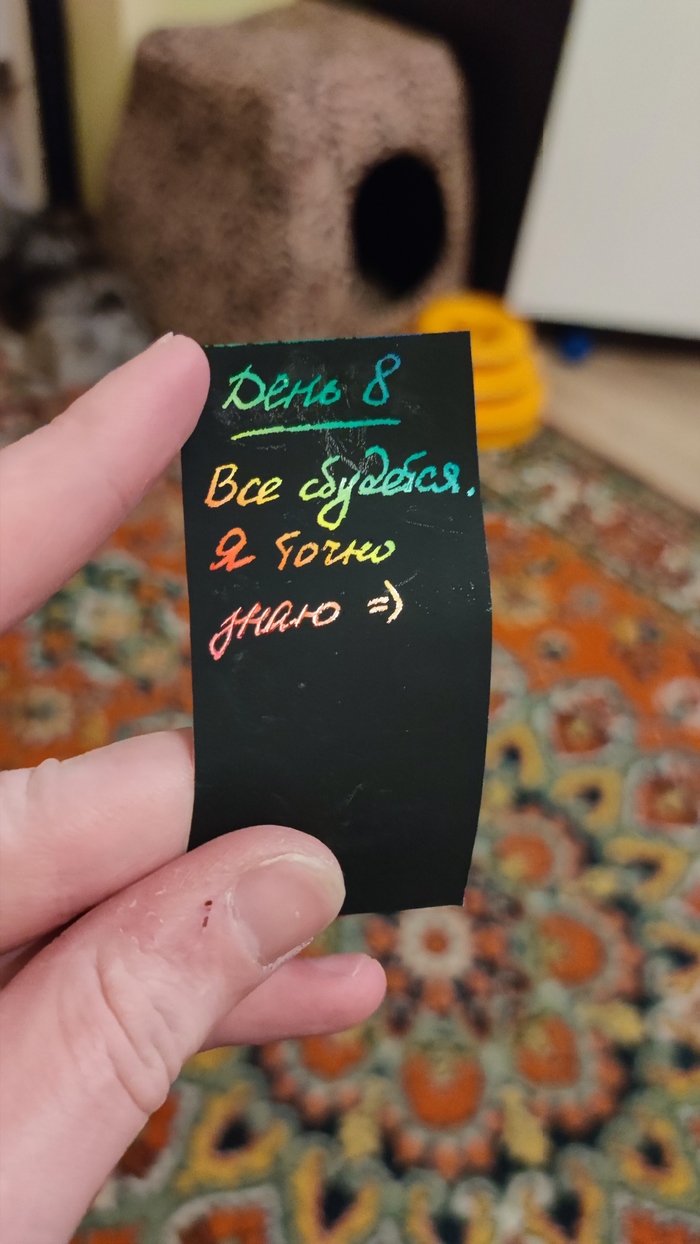 День 8
Все сбудется.
Я точно
знаю =)